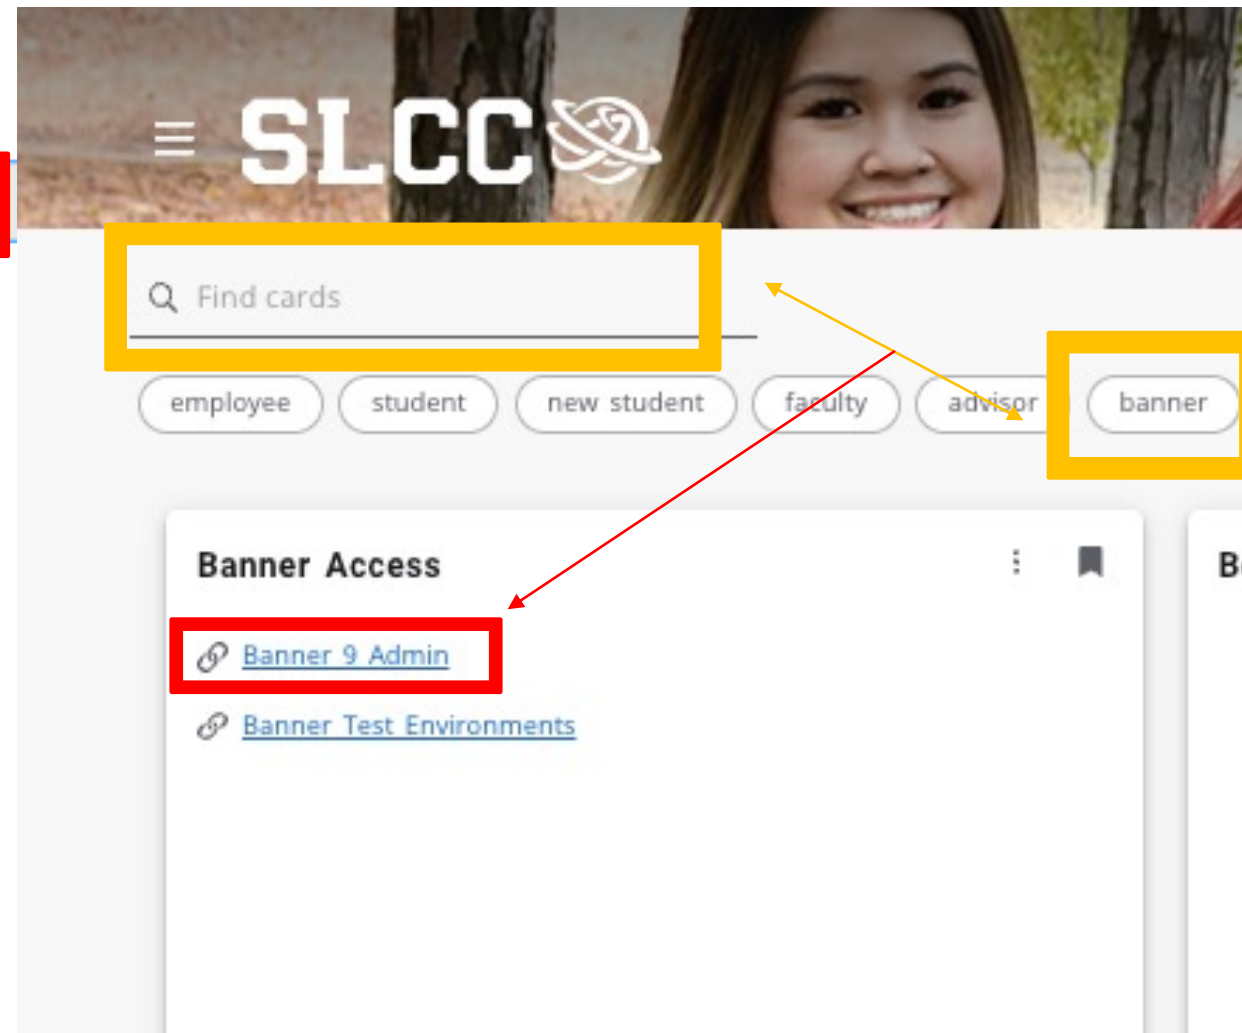 SLCC
Find cards
employee
student
new student
faculty
advisor
banner
Banner Access
Banner 9 Admin
Banner Test Environments